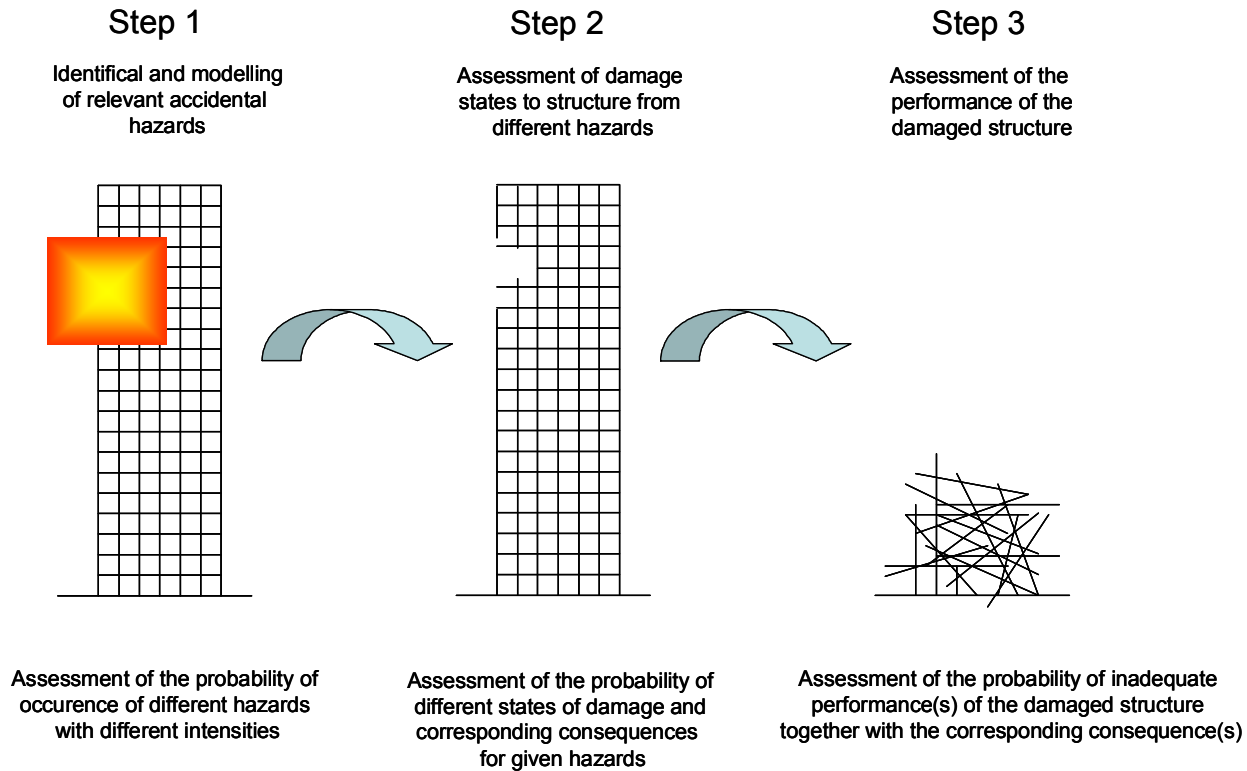 Step 1
Identifical and modelling
of relevant accidental
hazards
Assessment of the probability of
occurence of different hazards
with different intensities
Step 2
Assessment of damage
states to structure from
different hazards
Assessment of the probability of
different states of damage and
corresponding consequences
for given hazards
Step 3
Assessment of the
performance of the
damaged structure
Assessment of the probability of inadequate
performance(s) of the damaged structure
together with the corresponding consequence(s)